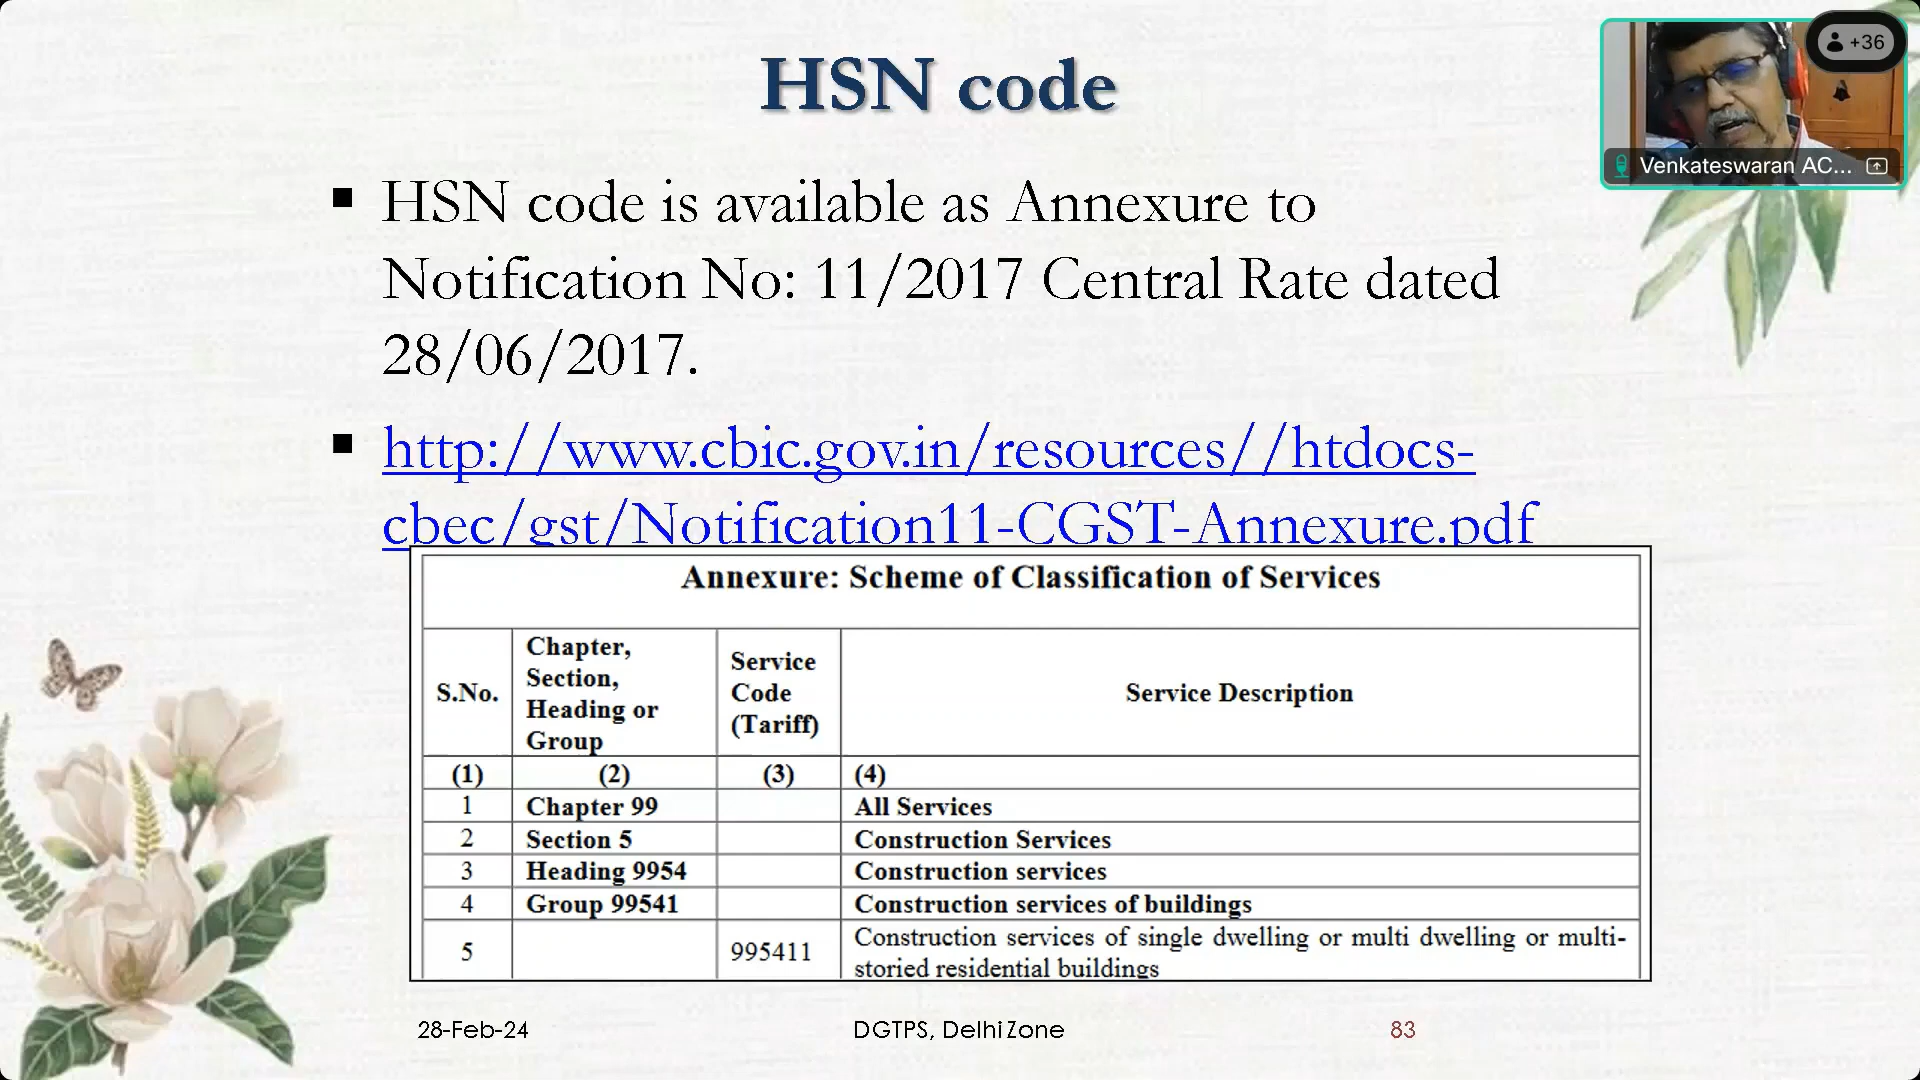 HSN code
+36
Venkateswaran AC...
▪ HSN code is available as Annexure to
Notification No: 11/2017 Central Rate dated
28/06/2017.
▪ http://www.cbic.gov.in/resources//htdocs-
cbec/gst/Notification11-CGST-Annexure.pdf
Annexure: Scheme of Classification of Services
S.No. Chapter, Section, Heading or Group Service Code (Tariff) Service Description
(1) (2) (3) (4)
1 Chapter 99 All Services
2 Section 5 Construction Services
3 Heading 9954 Construction services
4 Group 99541 Construction services of buildings
5 995411 Construction services of single dwelling or multi dwelling or multi-
storied residential buildings
28-Feb-24 DGTPS, Delhi Zone 83